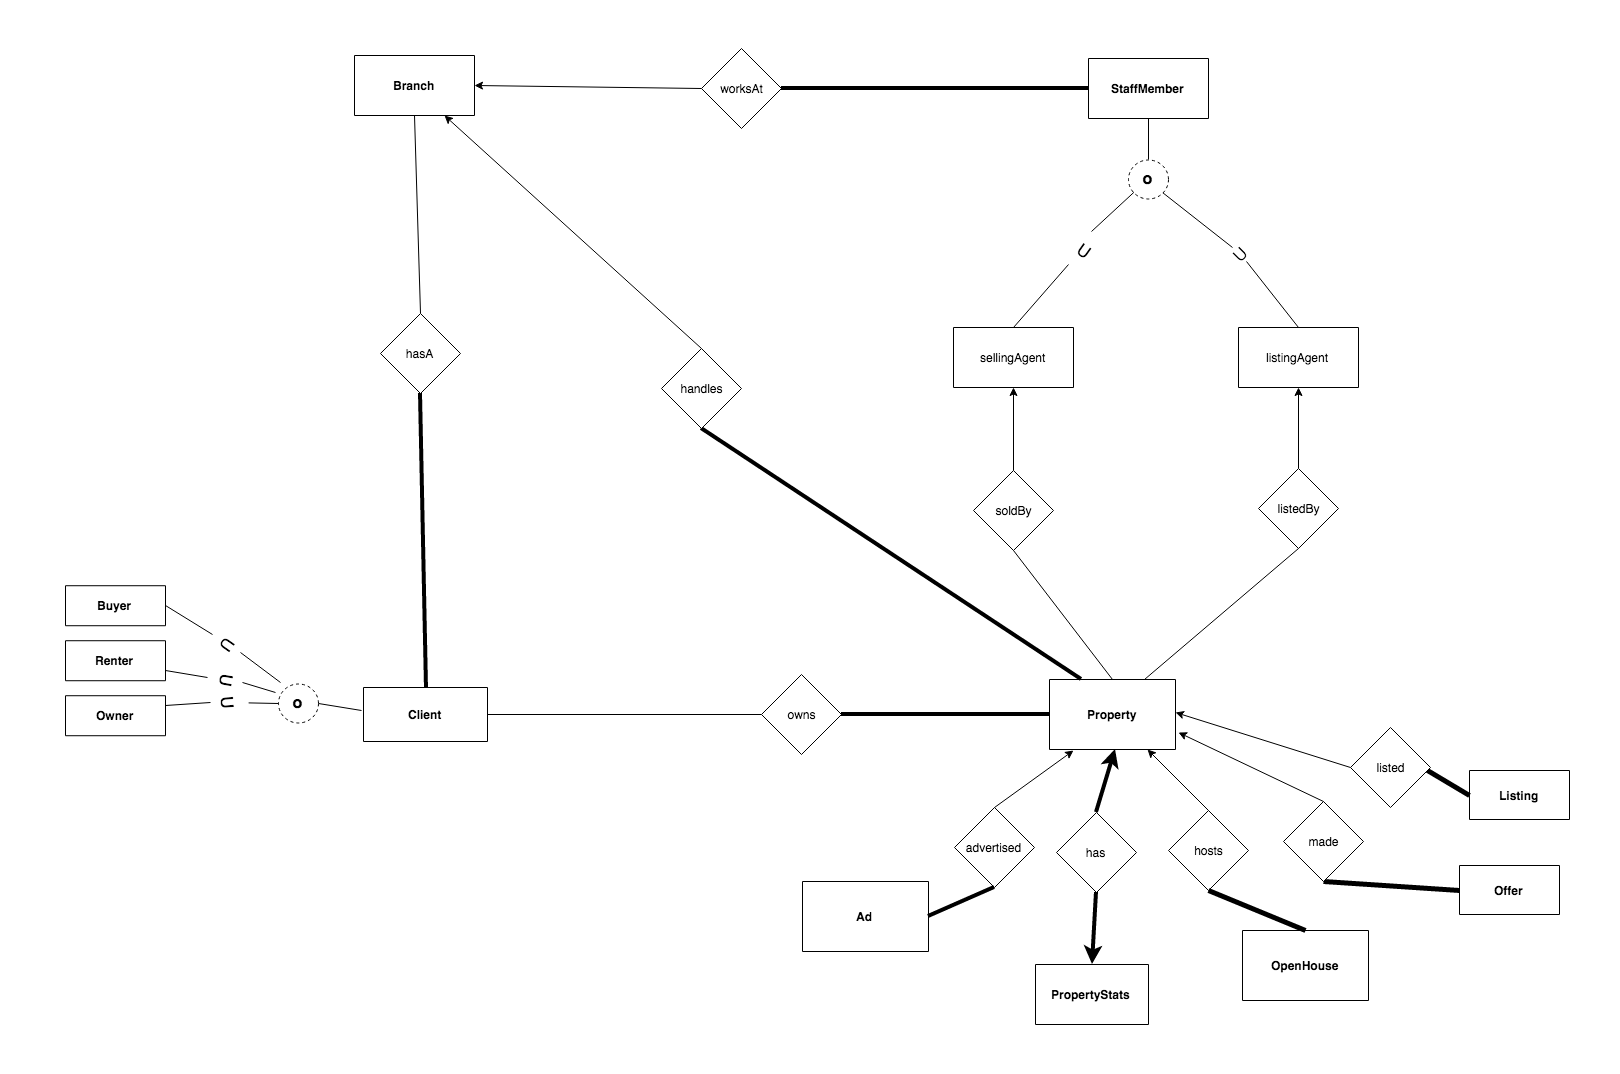 Branch
worksAt
StaffMember
o
U
U
hasA
handles
sellingAgent
listingAgent
soldBy
listedBy
Buyer
U
Renter
U
U
o
Owner
Client
owns
Property
listed
Listing
advertised
has
hosts
made
Offer
Ad
OpenHouse
PropertyStats